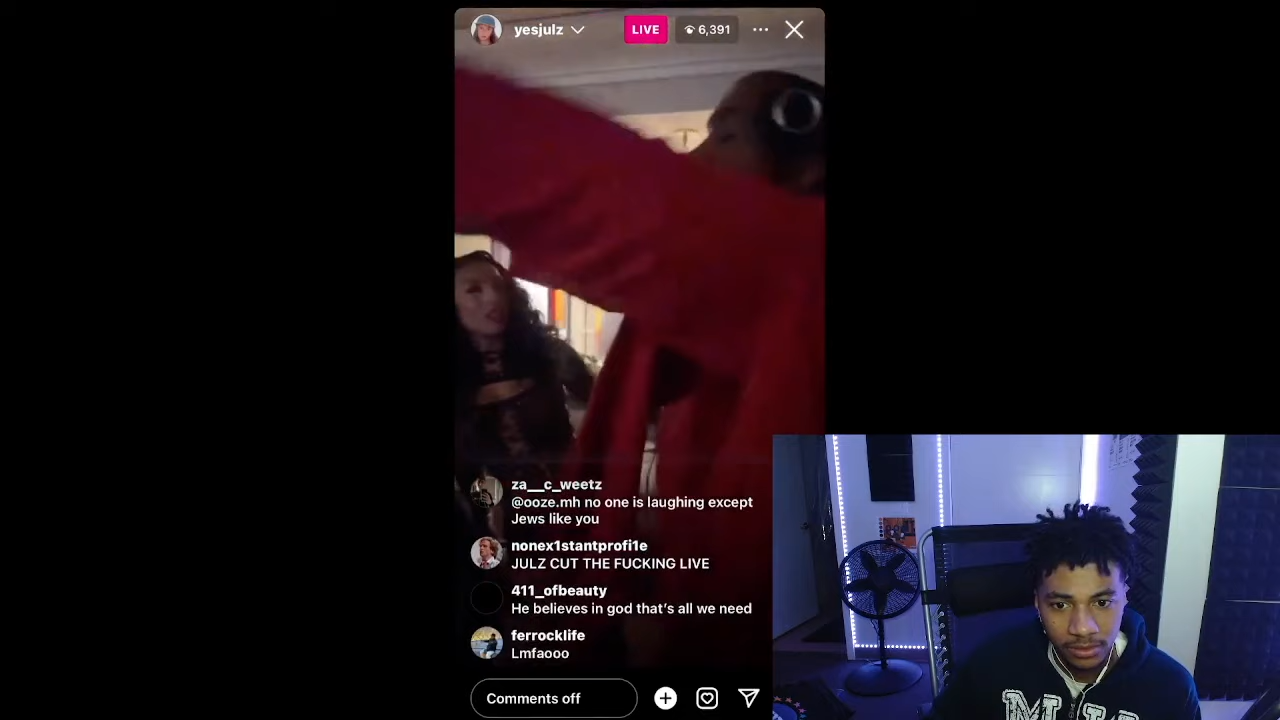 yesjulz
LIVE
6,391
za__c_weetz
@ooze.mh no one is laughing except
Jews like you
nonex1stantprofi1e
JULZ CUT THE FUCKING LIVE
411_ofbeauty
He believes in god that's all we need
ferrocklife
Lmfaooo
Comments off